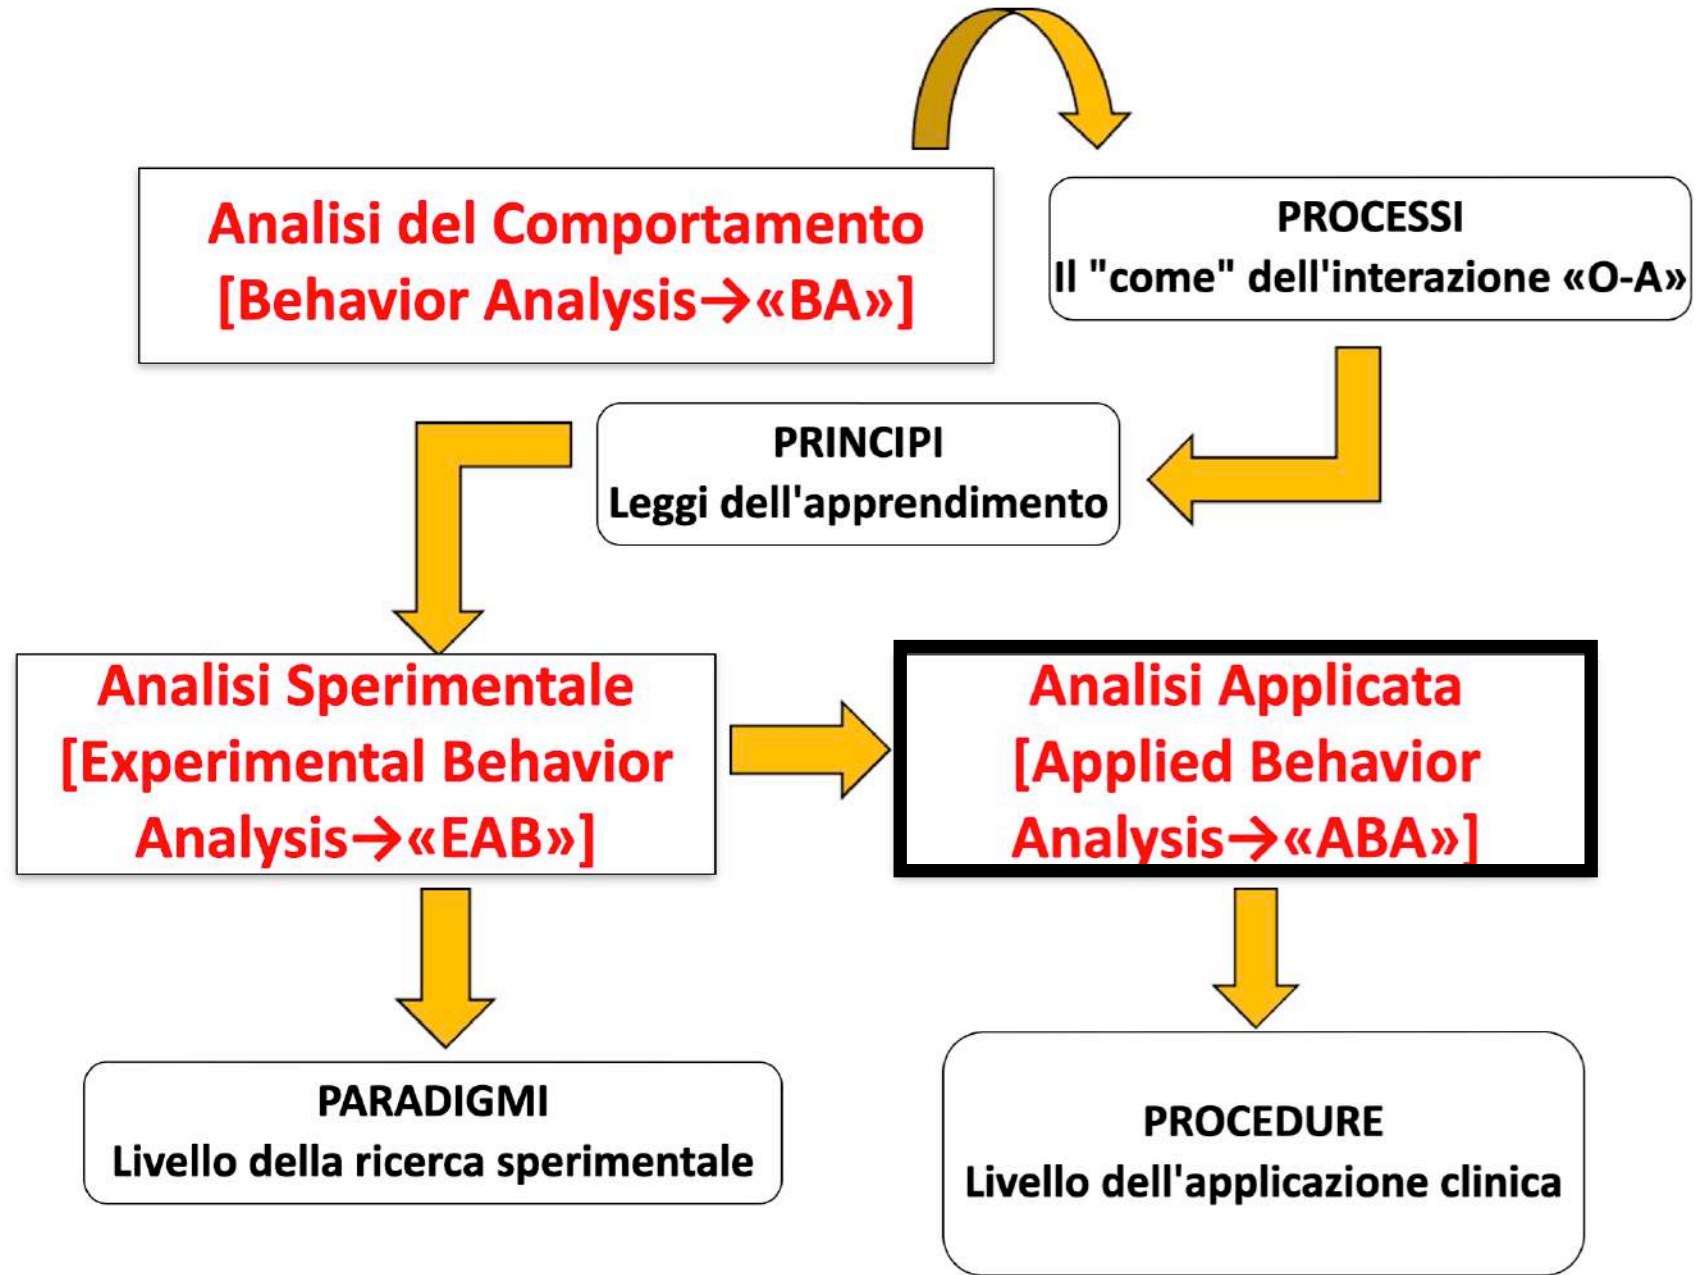 Analisi del Comportamento
[Behavior Analysis→«BA»]
PROCESSI
Il "come" dell'interazione «O-A»
PRINCIPI
Leggi dell'apprendimento
Analisi Sperimentale
[Experimental Behavior
Analysis→«EAB»]
Analisi Applicata
[Applied Behavior
Analysis→«ABA»]
PARADIGMI
Livello della ricerca sperimentale
PROCEDURE
Livello dell'applicazione clinica